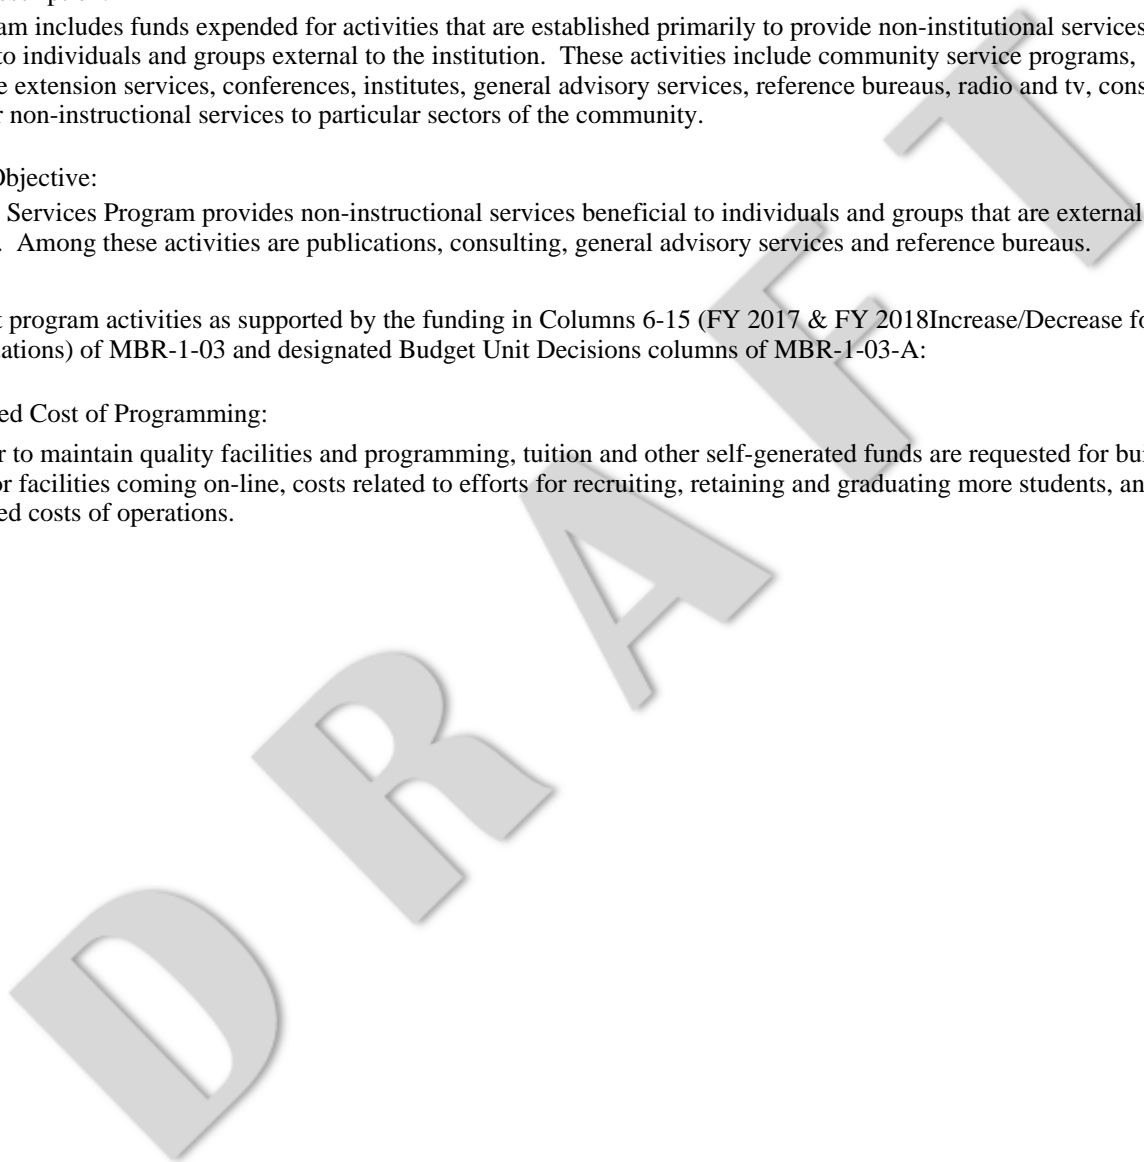 am includes funds expended for activities that are established primarily to provide non-institutional services
to individuals and groups external to the institution. These activities include community service programs,
e extension services, conferences, institutes, general advisory services, reference bureaus, radio and tv, cons
r non-instructional services to particular sectors of the community.
Objective:
Services Program provides non-instructional services beneficial to individuals and groups that are external
. Among these activities are publications, consulting, general advisory services and reference bureaus.
t program activities as supported by the funding in Columns 6-15 (FY 2017 & FY 2018Increase/Decrease fo
ations) of MBR-1-03 and designated Budget Unit Decisions columns of MBR-1-03-A:
ed Cost of Programming:
r to maintain quality facilities and programming, tuition and other self-generated funds are requested for bui
or facilities coming on-line, costs related to efforts for recruiting, retaining and graduating more students, an
ed costs of operations.
DRAFT